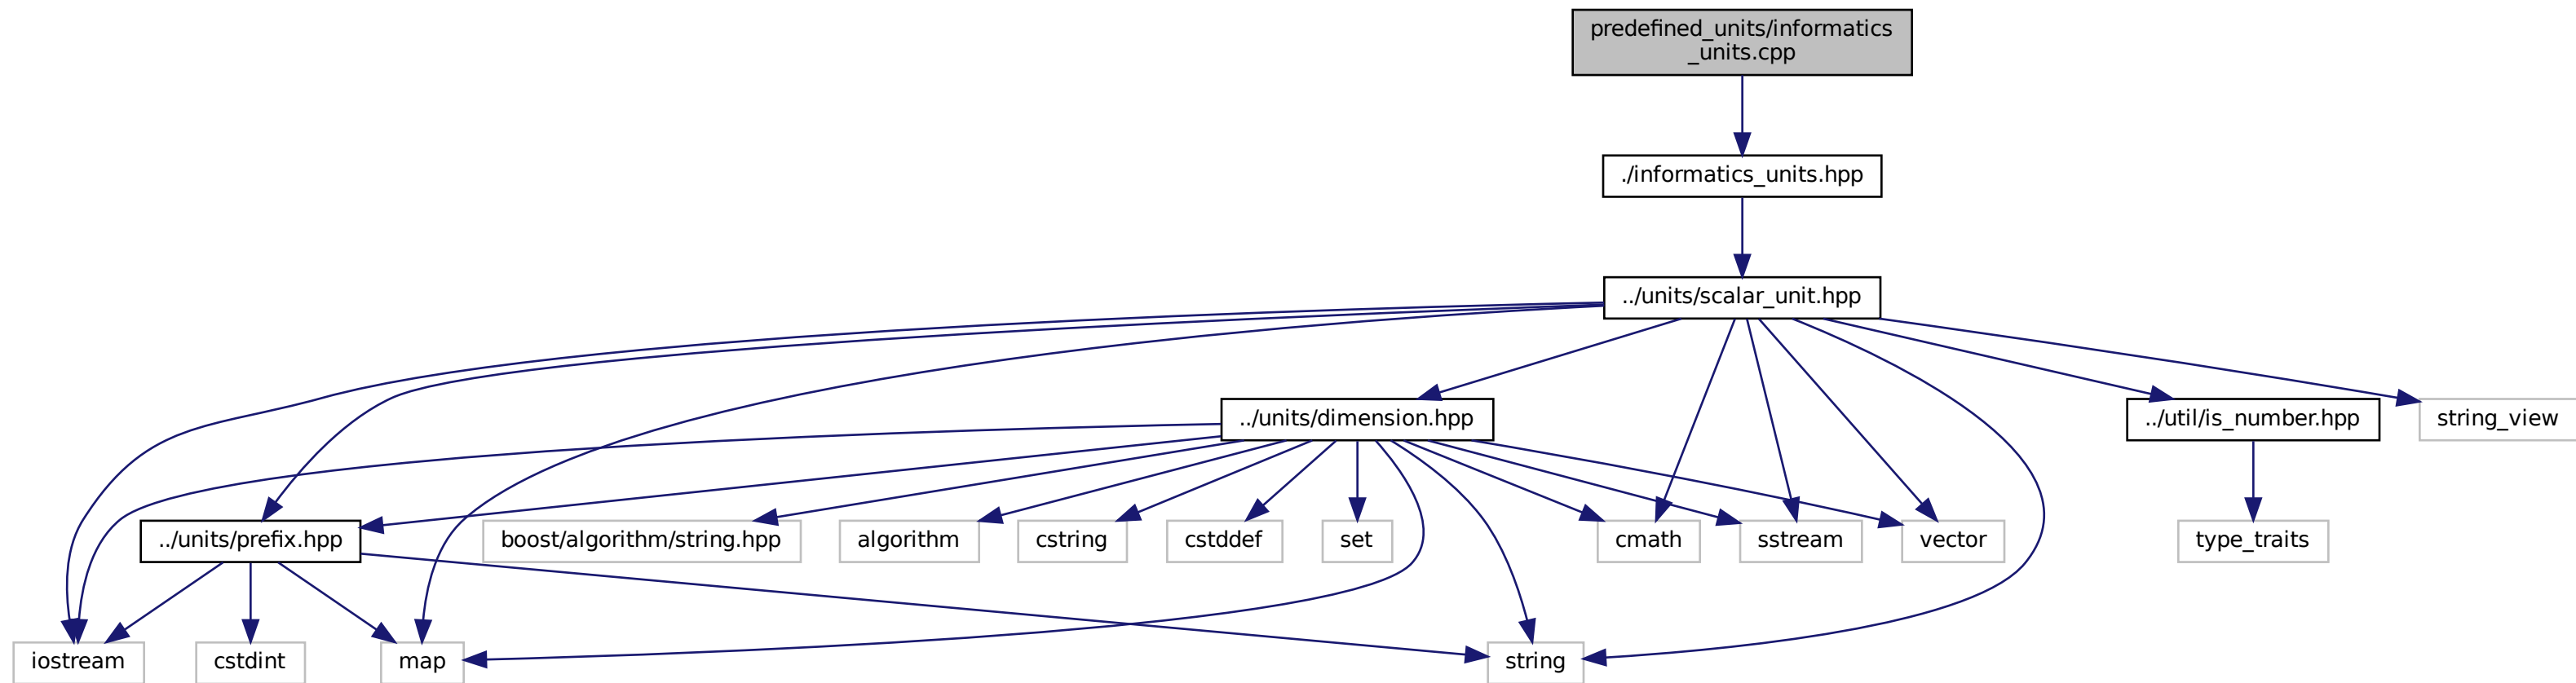 predefined_units/informatics
_units.cpp
./informatics_units.hpp
../units/scalar_unit.hpp
../units/dimension.hpp
../util/is_number.hpp
string_view
../units/prefix.hpp
boost/algorithm/string.hpp
algorithm
cstring
cstddef
set
cmath
sstream
vector
type_traits
iostream
cstdint
map
string